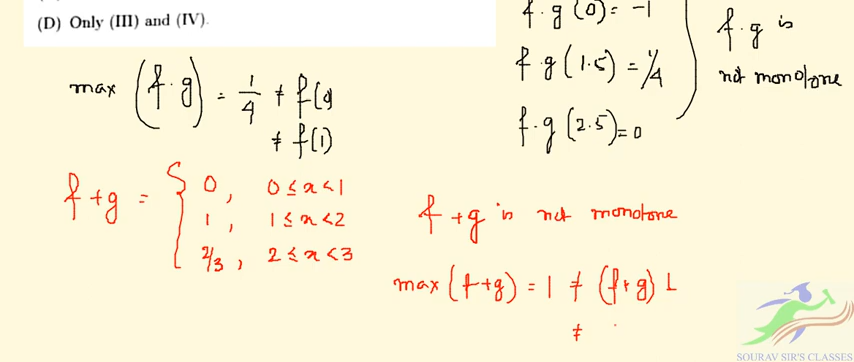 (D) Only (III) and (IV).
f·g(0) = -1
f·g(1.5) = 1/4
f·g(2.5) = 0
f·g is
not monotone
max (f·g) = 1/4 ≠ f(
≠ f(1)
f+g = { 0, 0 ≤ x < 1
1, 1 ≤ x < 2
2/3, 2 ≤ x < 3
f+g is not monotone
max (f+g) = 1 ≠ (f+g) L
≠
SOURAV SIR'S CLASSES